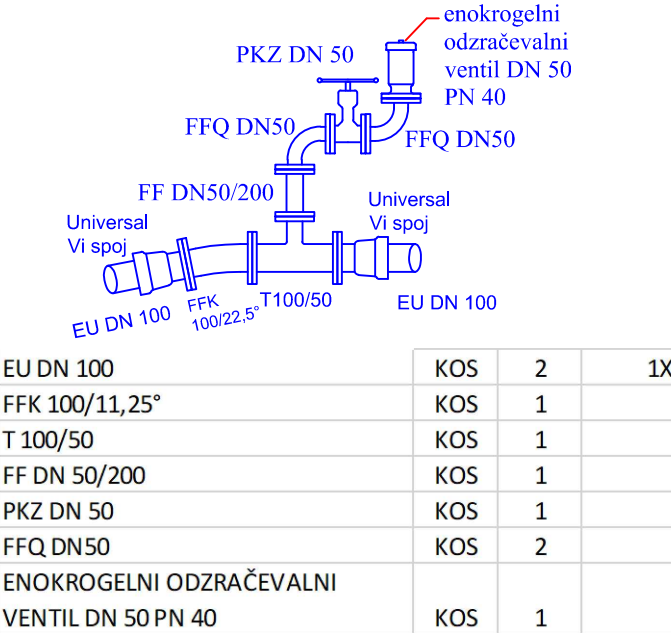 enokrogelni
odzračevalni
ventil DN 50
PN 40
PKZ DN 50
FFQ DN50
FFQ DN50
FF DN50/200
Universal
Vi spoj
Universal
Vi spoj
EU DN 100
FFK
100/22,5°
T100/50
EU DN 100
EU DN 100 KOS 2 1X
FFK 100/11,25° KOS 1
T 100/50 KOS 1
FF DN 50/200 KOS 1
PKZ DN 50 KOS 1
FFQ DN50 KOS 2
ENOKROGELNI ODZRAČEVALNI
VENTIL DN 50 PN 40 KOS 1